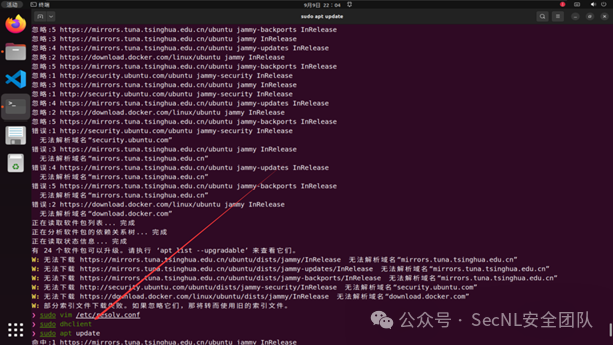 活动
终端
9月9日 22：04
sudo apt update
忽略:5 https://mirrors.tuna.tsinghua.edu.cn/ubuntu jammy-backports InRelease
忽略:3 https://mirrors.tuna.tsinghua.edu.cn/ubuntu jammy InRelease
忽略:4 https://mirrors.tuna.tsinghua.edu.cn/ubuntu jammy-updates InRelease
忽略:2 https://download.docker.com/linux/ubuntu jammy InRelease
忽略:5 https://mirrors.tuna.tsinghua.edu.cn/ubuntu jammy-backports InRelease
忽略:1 http://security.ubuntu.com/ubuntu jammy-security InRelease
忽略:3 https://mirrors.tuna.tsinghua.edu.cn/ubuntu jammy InRelease
忽略:1 http://security.ubuntu.com/ubuntu jammy-security InRelease
忽略:4 https://mirrors.tuna.tsinghua.edu.cn/ubuntu jammy-updates InRelease
忽略:2 https://download.docker.com/linux/ubuntu jammy InRelease
忽略:5 https://mirrors.tuna.tsinghua.edu.cn/ubuntu jammy-backports InRelease
错误:1 http://security.ubuntu.com/ubuntu jammy-security InRelease
无法解析域名“security.ubuntu.com”
错误:3 https://mirrors.tuna.tsinghua.edu.cn/ubuntu jammy InRelease
无法解析域名“mirrors.tuna.tsinghua.edu.cn”
错误:4 https://mirrors.tuna.tsinghua.edu.cn/ubuntu jammy-updates InRelease
无法解析域名“mirrors.tuna.tsinghua.edu.cn”
错误:5 https://mirrors.tuna.tsinghua.edu.cn/ubuntu jammy-backports InRelease
无法解析域名“mirrors.tuna.tsinghua.edu.cn”
错误:2 https://download.docker.com/linux/ubuntu jammy InRelease
无法解析域名“download.docker.com”
正在读取软件包列表... 完成
正在分析软件包的依赖关系树... 完成
正在读取状态信息... 完成
有 24 个软件包可以升级。请执行 ‘apt list --upgradable’ 来查看它们。
W: 无法下载 https://mirrors.tuna.tsinghua.edu.cn/ubuntu/dists/jammy/InRelease 无法解析域名“mirrors.tuna.tsinghua.edu.cn”
W: 无法下载 https://mirrors.tuna.tsinghua.edu.cn/ubuntu/dists/jammy-updates/InRelease 无法解析域名“mirrors.tuna.tsinghua.edu.cn”
W: 无法下载 https://mirrors.tuna.tsinghua.edu.cn/ubuntu/dists/jammy-backports/InRelease 无法解析域名“mirrors.tuna.tsinghua.edu.cn”
W: 无法下载 http://security.ubuntu.com/ubuntu/dists/jammy-security/InRelease 无法解析域名“security.ubuntu.com”
W: 无法下载 https://download.docker.com/linux/ubuntu/dists/jammy/InRelease 无法解析域名“download.docker.com”
W: 部分索引文件下载失败。如果忽略它们，那将转而使用旧的索引文件。
❯ sudo vim /etc/resolv.conf
❯ sudo dhclient
❯ sudo apt update
命中:1 https://mirrors.tuna.tsinghua.edu.cn/ubuntu jammy InRelease
公众号 · SecNL安全团队